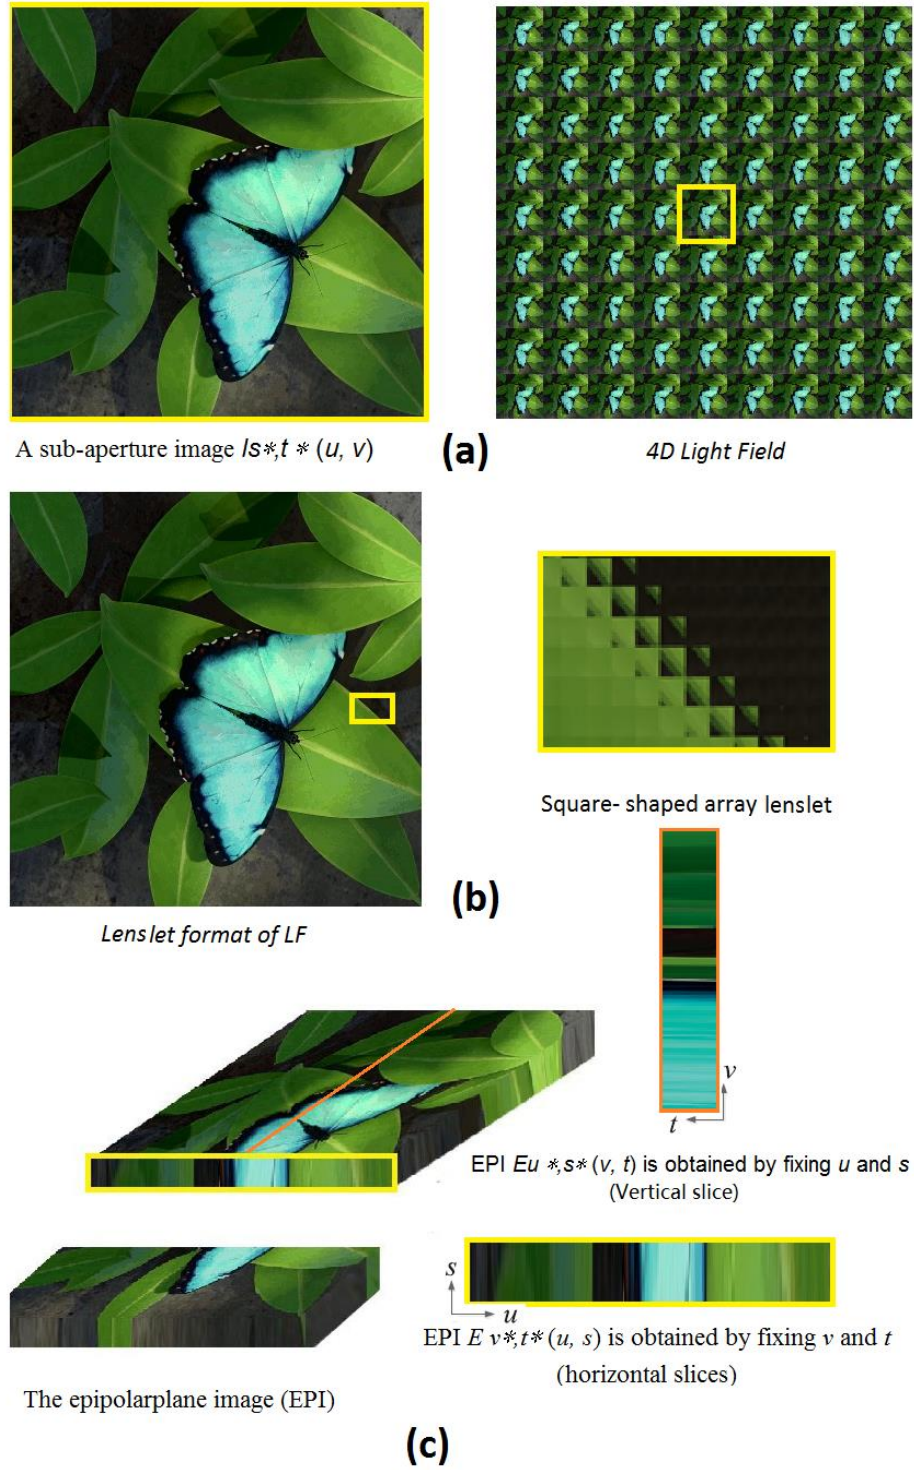 A sub-aperture image Is*,t * (u, v)
(a)
4D Light Field
Square- shaped array lenslet
(b)
Lenslet format of LF
v
t
EPI Eu *,s* (v, t) is obtained by fixing u and s
(Vertical slice)
s
u
EPI E v*,t* (u, s) is obtained by fixing v and t
(horizontal slices)
The epipolarplane image (EPI)
(c)